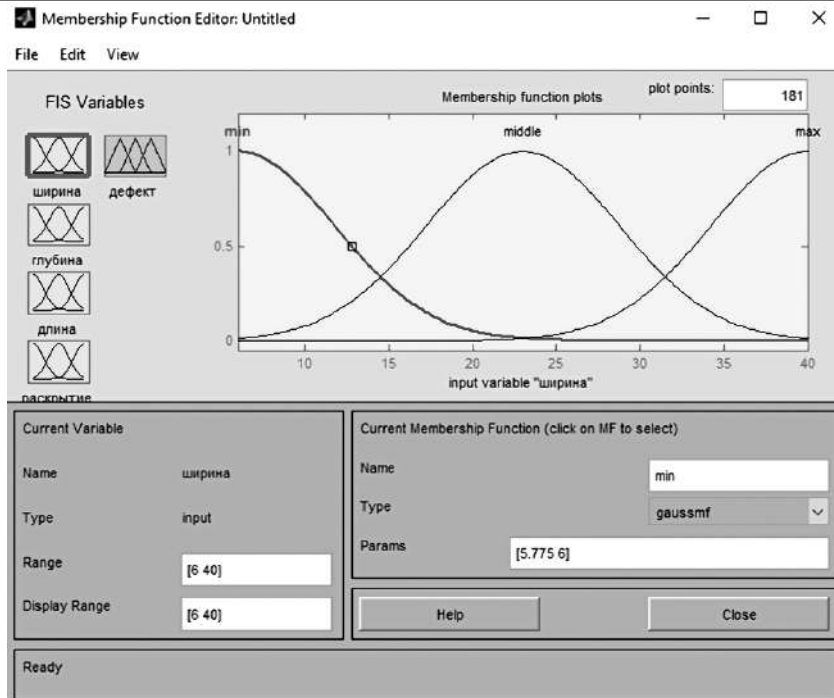 Membership Function Editor: Untitled
File Edit View
FIS Variables
ширина
дефект
глубина
длина
раскрытие
Membership function plots
plot points: 181
min middle max
1
0.5
0
10 15 20 25 30 35 40
input variable "ширина"
Current Variable
Name ширина
Type input
Range [6 40]
Display Range [6 40]
Current Membership Function (click on MF to select)
Name min
Type gaussmf
Params [5.775 6]
Help Close
Ready